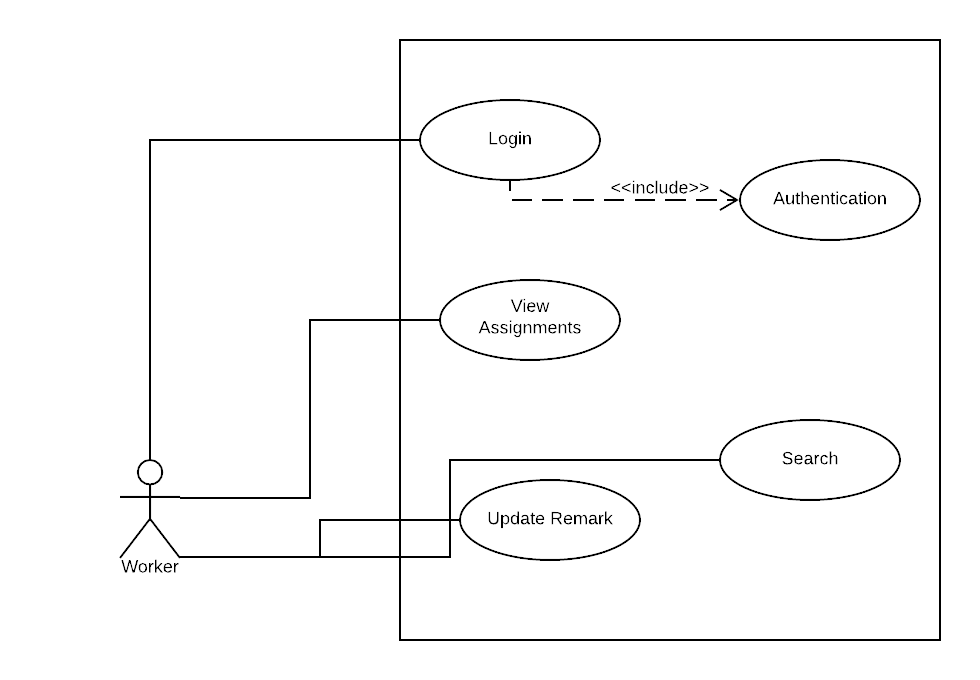 Login
<<include>>
Authentication
View
Assignments
Search
Update Remark
Worker